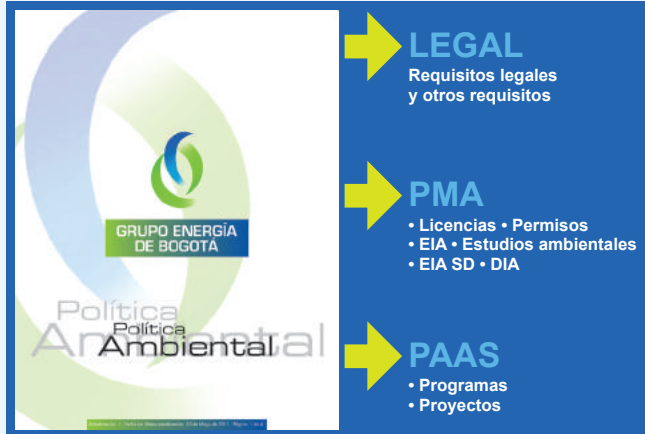 GRUPO ENERGÍA
DE BOGOTÁ
Política
Ambiental
Política
Ambiental
LEGAL
Requisitos legales
y otros requisitos
PMA
• Licencias • Permisos
• EIA • Estudios ambientales
• EIA SD • DIA
PAAS
• Programas
• Proyectos